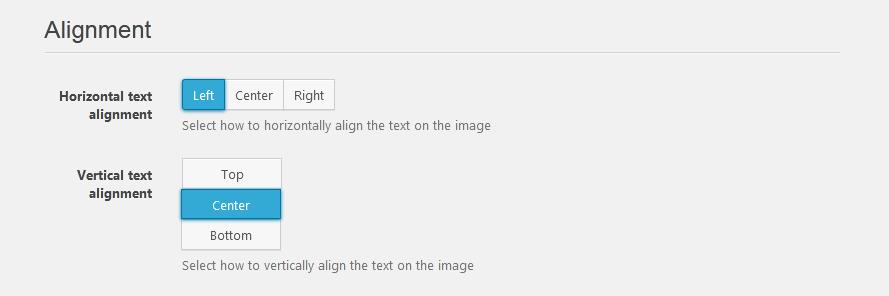 Alignment
Horizontal text
alignment
Left Center Right
Select how to horizontally align the text on the image
Vertical text
alignment
Top
Center
Bottom
Select how to vertically align the text on the image